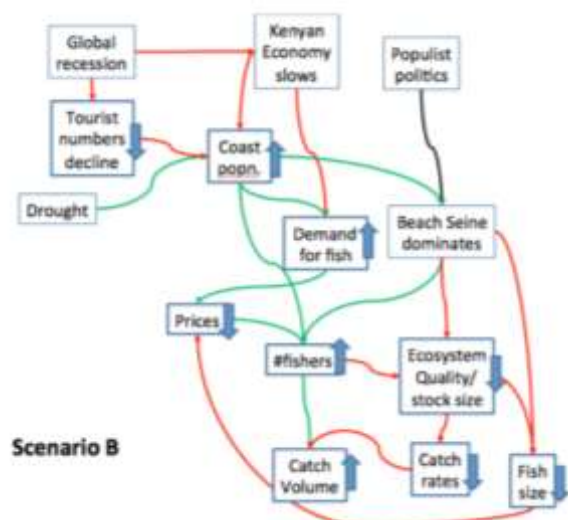 Global
recession
Kenyan
Economy
slows
Populist
politics
Tourist
numbers
decline
Coast
popn.
Drought
Demand
for fish
Beach Seine
dominates
Prices
#fishers
Ecosystem
Quality/
stock size
Scenario B
Catch
Volume
Catch
rates
Fish
size